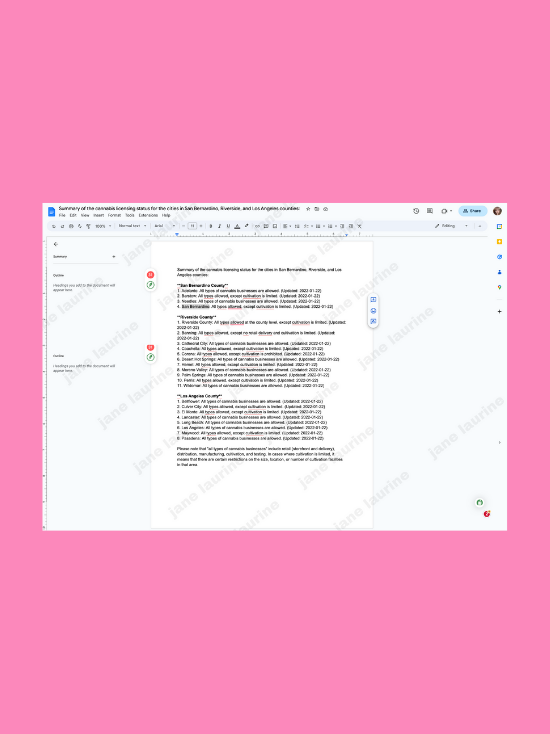 Summary of the cannabis licensing status for the cities in San Bernardino, Riverside, and Los Angeles counties:
File Edit View Insert Format Tools Extensions Help
Share
100% Normal text Arial 11 Editing
Summary
Outline
Headings you add to the document will
appear here.
Outline
Headings you add to the document will
appear here.
Summary of the cannabis licensing status for the cities in San Bernardino, Riverside, and Los
Angeles counties:
**San Bernardino County**
1. Adelanto: All types of cannabis businesses are allowed. (Updated: 2022-01-22)
2. Barstow: All types allowed, except cultivation is limited. (Updated: 2022-01-22)
3. Needles: All types of cannabis businesses are allowed. (Updated: 2022-01-22)
4. San Bernardino: All types allowed, except cultivation is limited. (Updated: 2022-01-22)
**Riverside County**
1. Riverside County: All types allowed at the county level, except cultivation is limited. (Updated:
2022-01-22)
2. Banning: All types allowed, except no retail delivery and cultivation is limited. (Updated:
2022-01-22)
3. Cathedral City: All types of cannabis businesses are allowed. (Updated: 2022-01-22)
4. Coachella: All types allowed, except cultivation is limited. (Updated: 2022-01-22)
5. Corona: All types allowed, except cultivation is prohibited. (Updated: 2022-01-22)
6. Desert Hot Springs: All types of cannabis businesses are allowed. (Updated: 2022-01-22)
7. Hemet: All types allowed, except cultivation is limited. (Updated: 2022-01-22)
8. Moreno Valley: All types of cannabis businesses are allowed. (Updated: 2022-01-22)
9. Palm Springs: All types of cannabis businesses are allowed. (Updated: 2022-01-22)
10. Perris: All types allowed, except cultivation is limited. (Updated: 2022-01-22)
11. Wildomar: All types allowed, except cultivation is limited. (Updated: 2022-01-22)
**Los Angeles County**
1. Bellflower: All types allowed, except cultivation is limited. (Updated: 2022-01-22)
2. Culver City: All types allowed, except cultivation is limited. (Updated: 2022-01-22)
3. El Monte: All types allowed, except cultivation is limited. (Updated: 2022-01-22)
4. Lancaster: All types allowed, except cultivation is limited. (Updated: 2022-01-22)
5. Long Beach: All types of cannabis businesses are allowed. (Updated: 2022-01-22)
6. Los Angeles: All types of cannabis businesses are allowed. (Updated: 2022-01-22)
7. Maywood: All types allowed, except cultivation is limited. (Updated: 2022-01-22)
8. Pasadena: All types of cannabis businesses are allowed. (Updated: 2022-01-22)
Please note that "all types of cannabis businesses" include retail (storefront and delivery),
distribution, manufacturing, cultivation, and testing. In cases where cultivation is limited, it
means that there are certain restrictions on the size, location, or number of cultivation facilities
in that area.
jane laurine